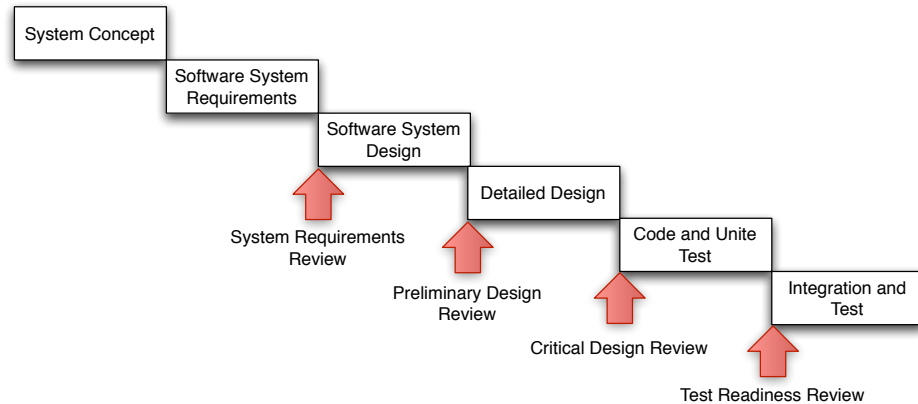 System Concept
Software System
Requirements
Software System
Design
System Requirements
Review
Detailed Design
Preliminary Design
Review
Code and Unite
Test
Critical Design Review
Integration and
Test
Test Readiness Review